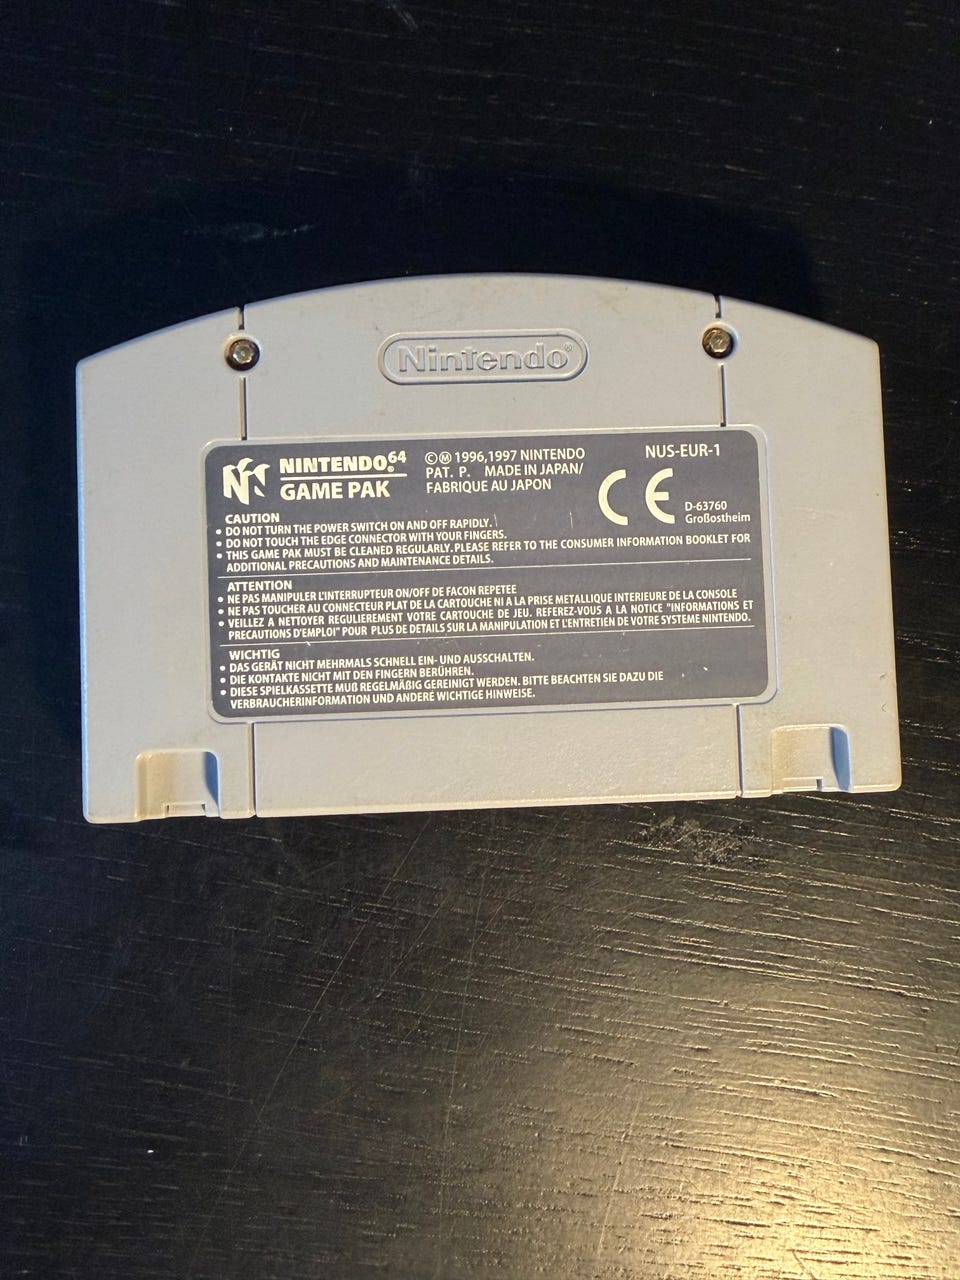 Nintendo®
NINTENDO64®
GAME PAK
©Ⓜ 1996,1997 NINTENDO
PAT. P. MADE IN JAPAN/
FABRIQUE AU JAPON
NUS-EUR-1
CE
D-63760
Großostheim
CAUTION
• DO NOT TURN THE POWER SWITCH ON AND OFF RAPIDLY.
• DO NOT TOUCH THE EDGE CONNECTOR WITH YOUR FINGERS.
• THIS GAME PAK MUST BE CLEANED REGULARLY. PLEASE REFER TO THE CONSUMER INFORMATION BOOKLET FOR
ADDITIONAL PRECAUTIONS AND MAINTENANCE DETAILS.
ATTENTION
• NE PAS MANIPULER L'INTERRUPTEUR ON/OFF DE FACON REPETEE
• NE PAS TOUCHER AU CONNECTEUR PLAT DE LA CARTOUCHE NI A LA PRISE METALLIQUE INTERIEURE DE LA CONSOLE
• VEILLEZ A NETTOYER REGULIEREMENT VOTRE CARTOUCHE DE JEU. REFEREZ-VOUS A LA NOTICE "INFORMATIONS ET
PRECAUTIONS D'EMPLOI" POUR PLUS DE DETAILS SUR LA MANIPULATION ET L'ENTRETIEN DE VOTRE SYSTEME NINTENDO.
WICHTIG
• DAS GERÄT NICHT MEHRMALS SCHNELL EIN- UND AUSSCHALTEN.
• DIE KONTAKTE NICHT MIT DEN FINGERN BERÜHREN.
• DIESE SPIELKASSETTE MUß REGELMÄßIG GEREINIGT WERDEN. BITTE BEACHTEN SIE DAZU DIE
VERBRAUCHERINFORMATION UND ANDERE WICHTIGE HINWEISE.